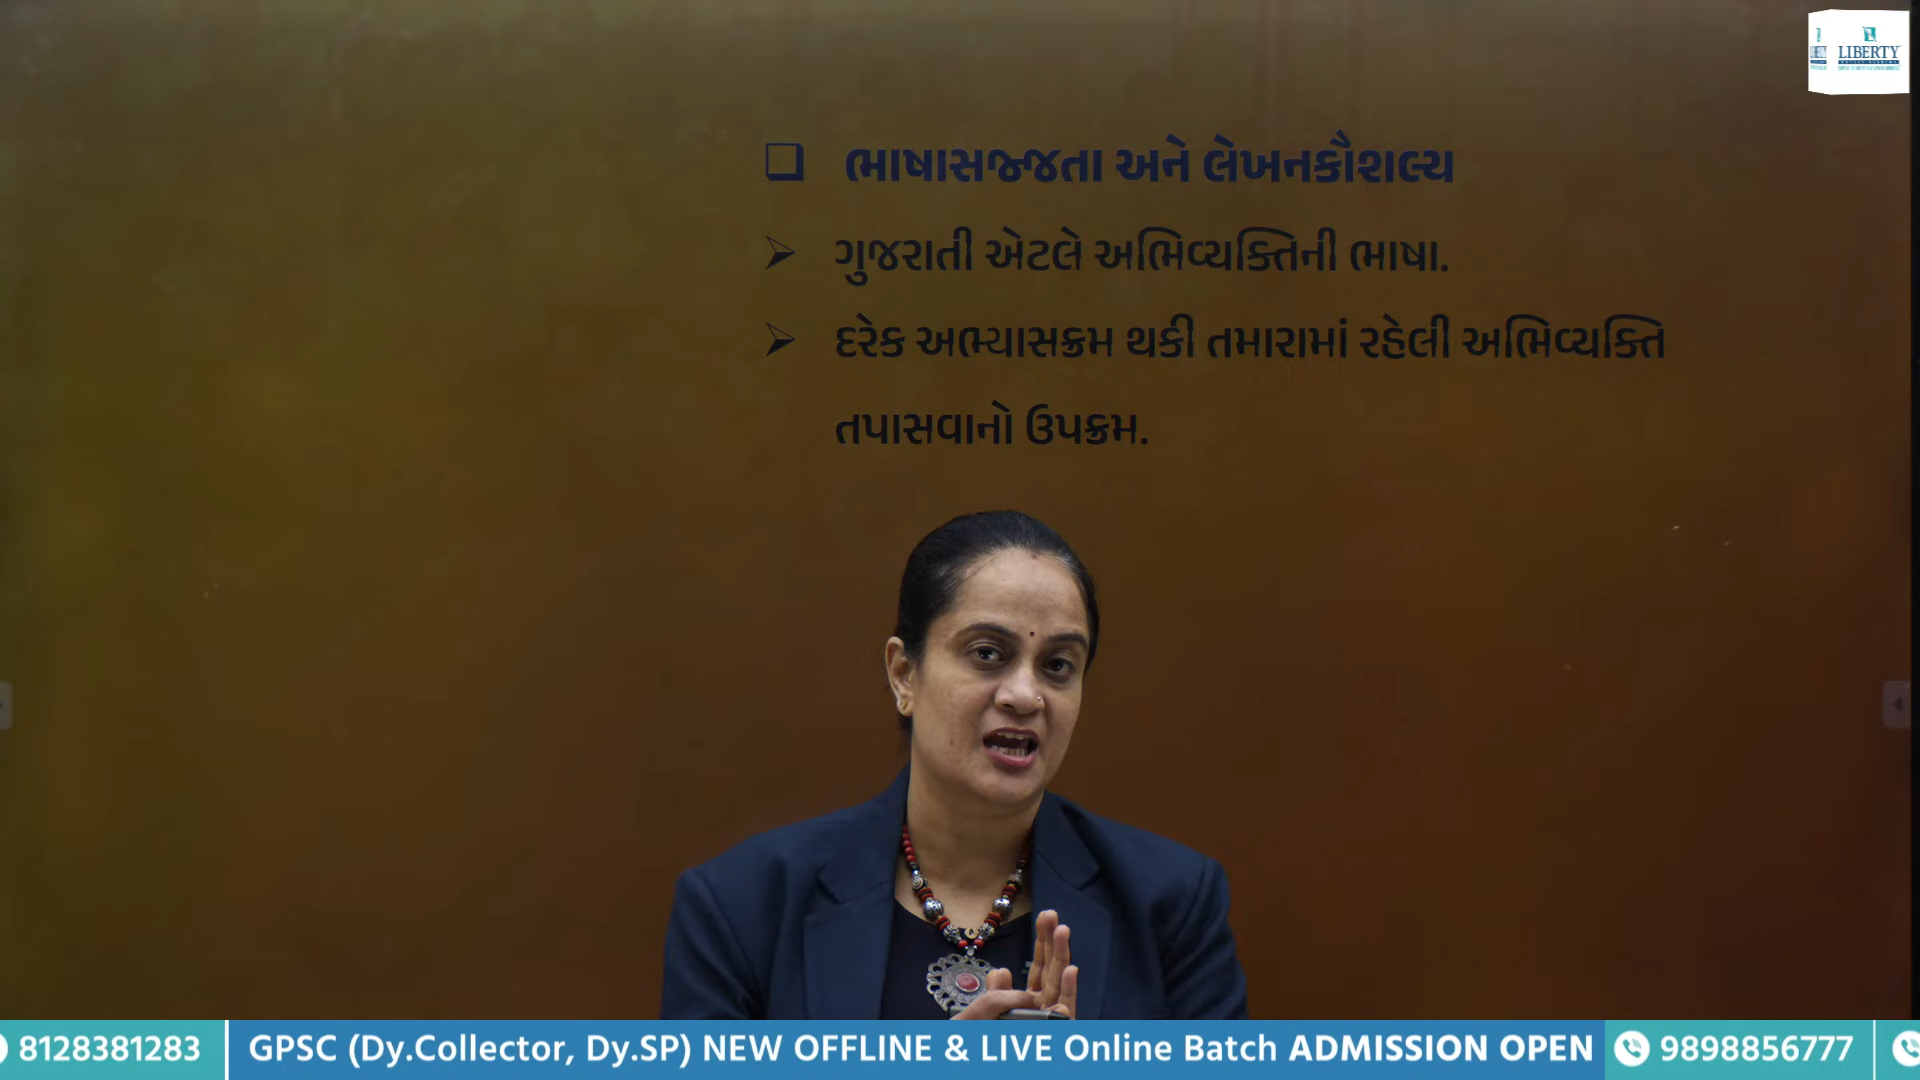 LIBERTY
❑ ભાષાસજ્જતા અને લેખનકૌશલ્ય
➢ ગુજરાતી એટલે અભિવ્યક્તિની ભાષા.
➢ દરેક અભ્યાસક્રમ થકી તમારામાં રહેલી અભિવ્યક્તિ
તપાસવાનો ઉપક્રમ.
8128381283 GPSC (Dy.Collector, Dy.SP) NEW OFFLINE & LIVE Online Batch ADMISSION OPEN 9898856777